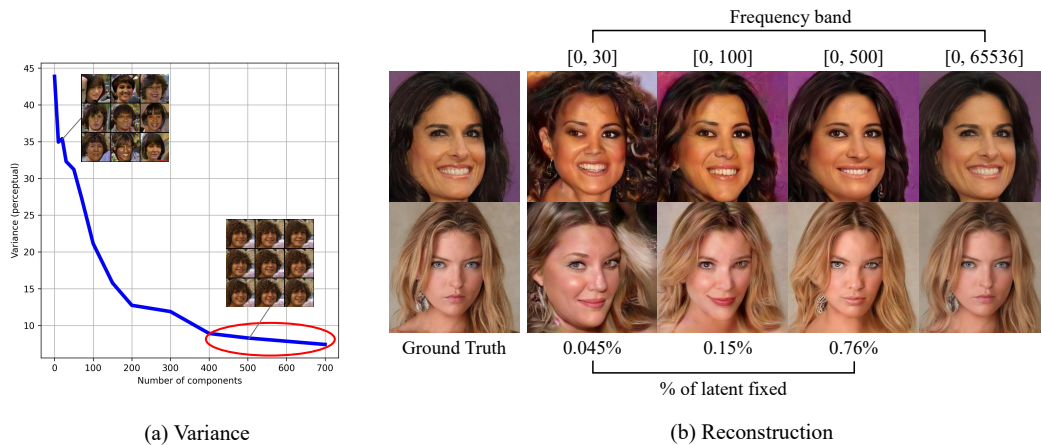 Frequency band
[0, 30] [0, 100] [0, 500] [0, 65536]
45
40
35
30
25
20
15
10
Variance (perceptual)
0 100 200 300 400 500 600 700
Number of components
Ground Truth 0.045% 0.15% 0.76%
% of latent fixed
(a) Variance (b) Reconstruction